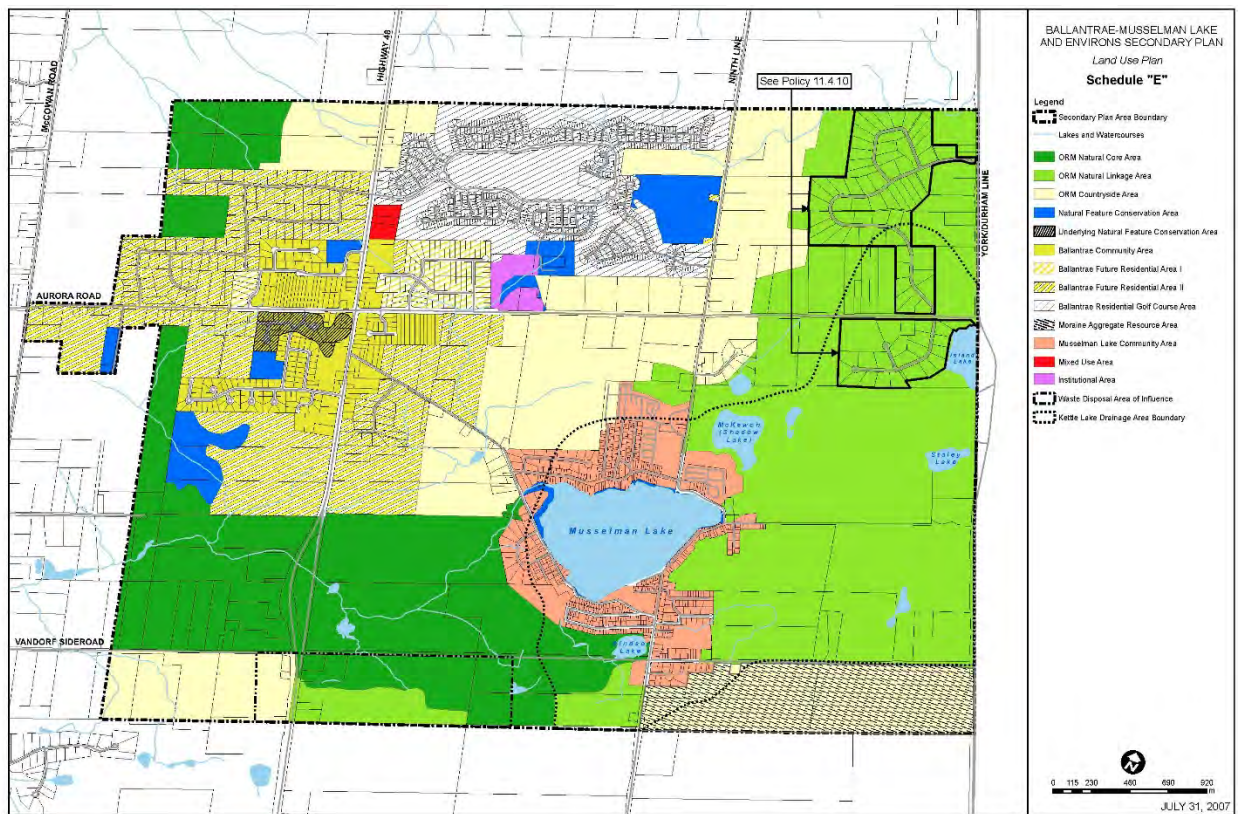 BALLANTRAE-MUSSELMAN LAKE
AND ENVIRONS SECONDARY PLAN
Land Use Plan
Schedule "E"
Legend
Secondary Plan Area Boundary
Lakes and Watercourses
ORM Natural Core Area
ORM Natural Linkage Area
ORM Countryside Area
Natural Feature Conservation Area
Underlying Natural Feature Conservation Area
Ballantrae Community Area
Ballantrae Future Residential Area I
Ballantrae Future Residential Area II
Ballantrae Residential Golf Course Area
Moraine Aggregate Resource Area
Musselman Lake Community Area
Mixed Use Area
Institutional Area
Waste Disposal Area of Influence
Kettle Lake Drainage Area Boundary
McCOWAN ROAD
HIGHWAY 48
NINTH LINE
YORK/DURHAM LINE
See Policy 11.4.10
AURORA ROAD
Island
Lake
McKewen
(Shadow
Lake)
Staley
Lake
Musselman Lake
Lake
VANDORF SIDEROAD
N
0 115 230 460 690 920
m
JULY 31, 2007